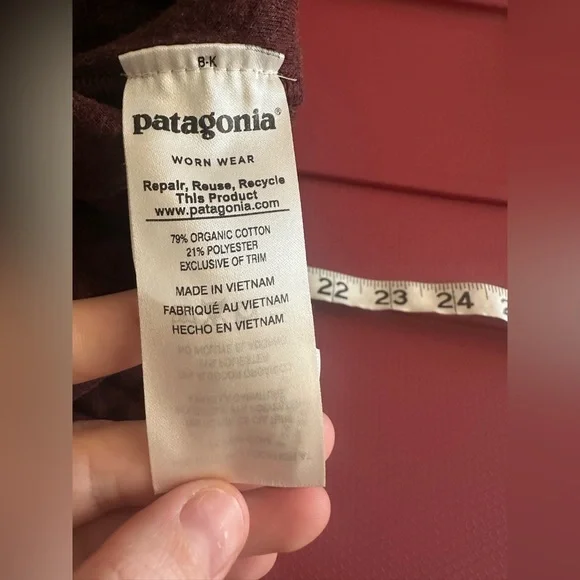 B-K
patagonia®
WORN WEAR
Repair, Reuse, Recycle
This Product
www.patagonia.com
79% ORGANIC COTTON
21% POLYESTER
EXCLUSIVE OF TRIM
MADE IN VIETNAM
FABRIQUÉ AU VIETNAM
HECHO EN VIETNAM
22 23 24